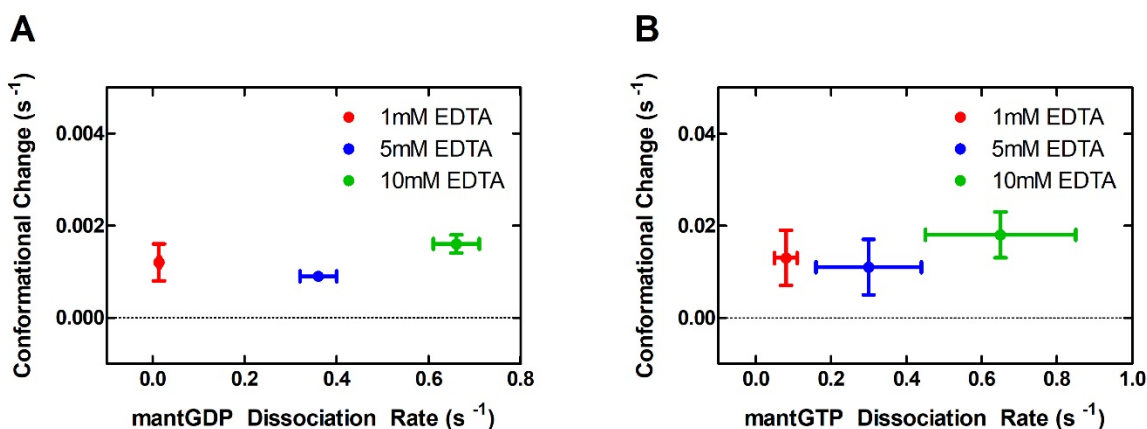 A
Conformational Change (s⁻¹)
0.004
0.002
0.000
1mM EDTA
5mM EDTA
10mM EDTA
0.0 0.2 0.4 0.6 0.8
mantGDP Dissociation Rate (s⁻¹)
B
Conformational Change (s⁻¹)
0.04
0.02
0.00
1mM EDTA
5mM EDTA
10mM EDTA
0.0 0.2 0.4 0.6 0.8 1.0
mantGTP Dissociation Rate (s⁻¹)